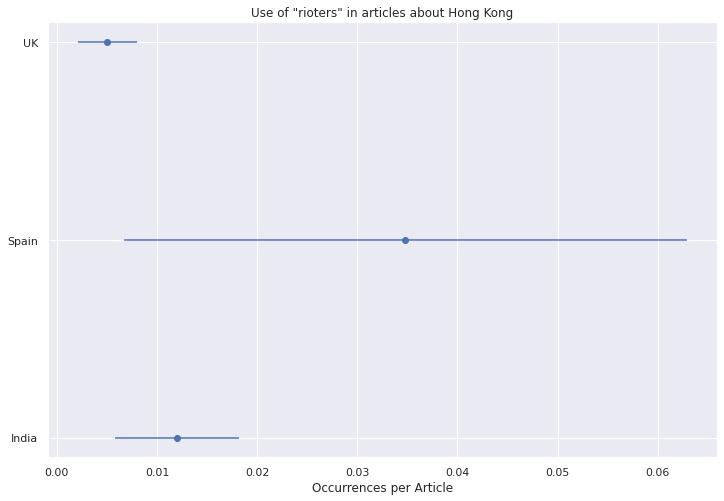 Use of "rioters" in articles about Hong Kong
UK
Spain
India
0.00 0.01 0.02 0.03 0.04 0.05 0.06
Occurrences per Article